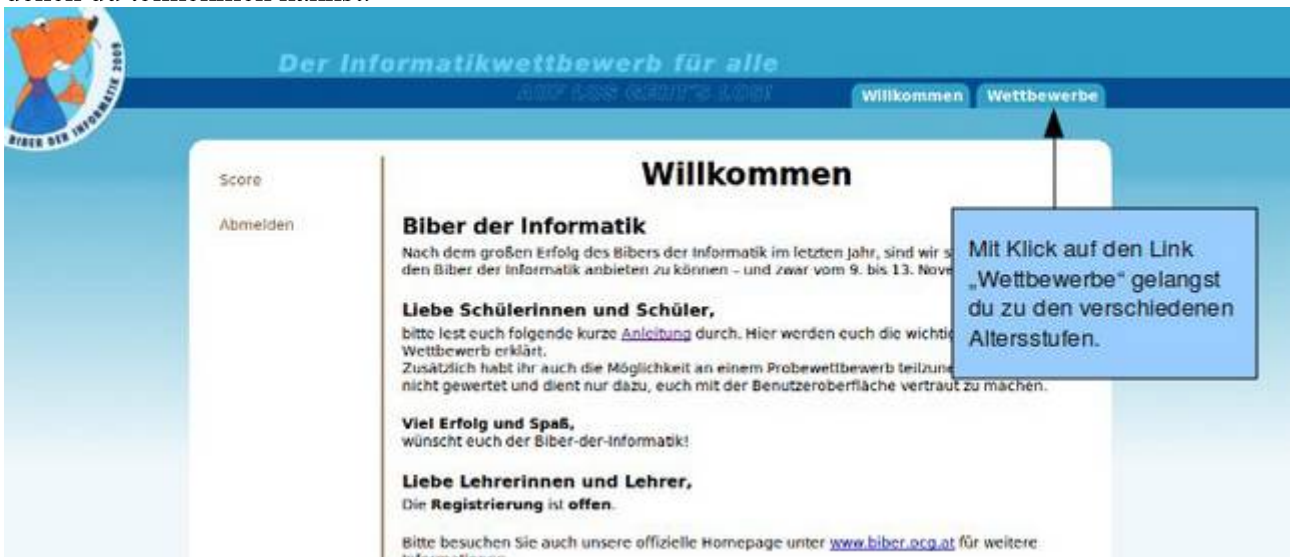 BIBER DER INFORMATIK 2009
Der Informatikwettbewerb für alle
AUF LOS GEHT'S LOS!
Willkommen Wettbewerbe
Score
Abmelden
Willkommen
Biber der Informatik
Nach dem großen Erfolg des Bibers der Informatik im letzten Jahr, sind wir s
den Biber der Informatik anbieten zu können – und zwar vom 9. bis 13. Nove
Liebe Schülerinnen und Schüler,
bitte lest euch folgende kurze Anleitung durch. Hier werden euch die wichtig
Wettbewerb erklärt.
Zusätzlich habt ihr auch die Möglichkeit an einem Probewettbewerb teilzune
nicht gewertet und dient nur dazu, euch mit der Benutzeroberfläche vertraut zu machen.
Viel Erfolg und Spaß,
wünscht euch der Biber-der-Informatik!
Liebe Lehrerinnen und Lehrer,
Die Registrierung ist offen.
Bitte besuchen Sie auch unsere offizielle Homepage unter www.biber.ocg.at für weitere
Mit Klick auf den Link
„Wettbewerbe“ gelangst
du zu den verschiedenen
Altersstufen.